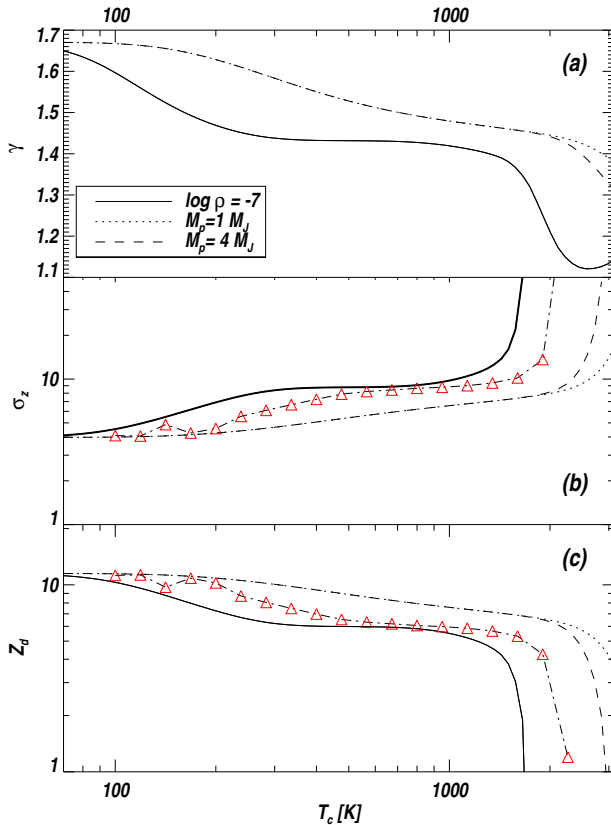 100 1000
1.7
(a)
1.6
1.5
γ
1.4
1.3
log ρ = -7
M_p=1 M_J
M_p= 4 M_J
1.2
1.1
10
σ_z
(b)
1
(c)
10
Z_d
1
100 1000
T_c [K]